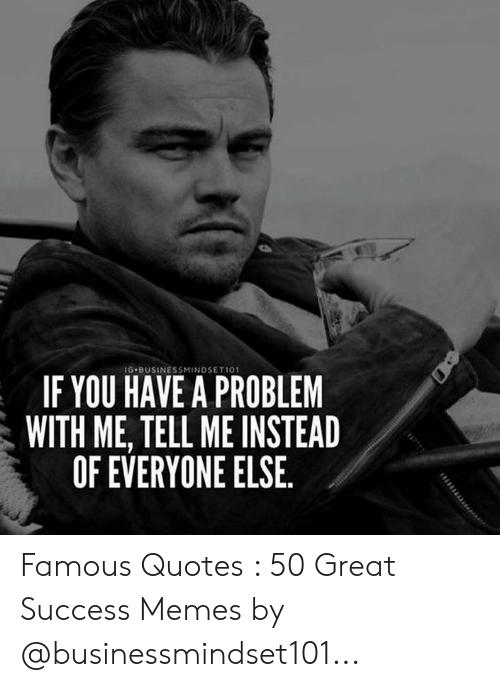 IG•BUSINESSMINDSET101
IF YOU HAVE A PROBLEM
WITH ME, TELL ME INSTEAD
OF EVERYONE ELSE.
Famous Quotes : 50 Great
Success Memes by
@businessmindset101...